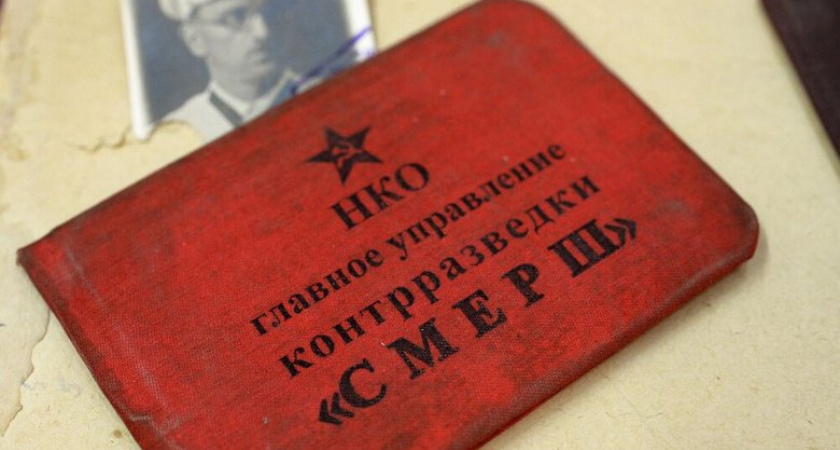 НКО
главное управление
контрразведки
«СМЕРШ»